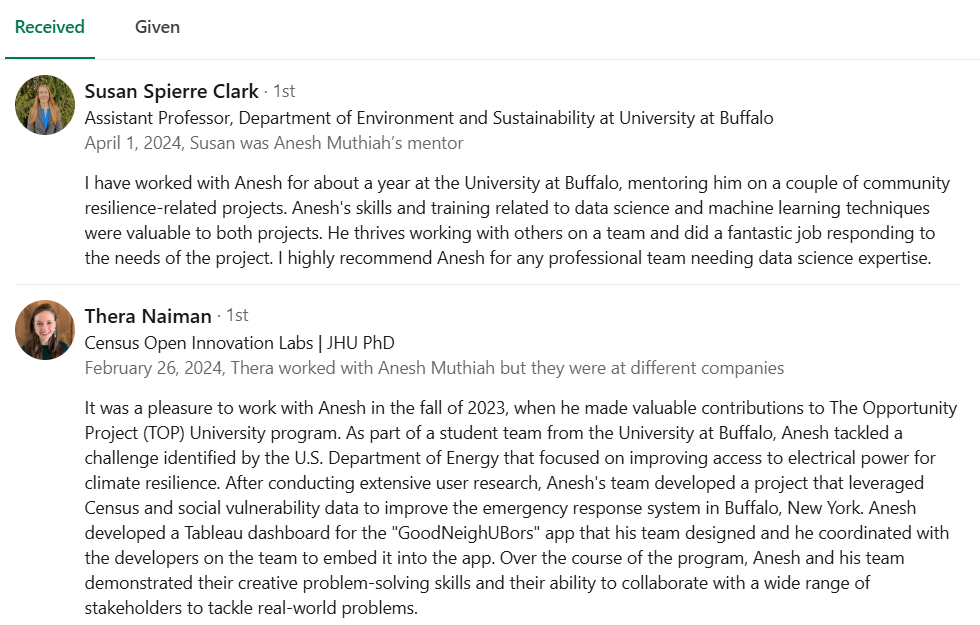 Received
Given
Susan Spierre Clark · 1st
Assistant Professor, Department of Environment and Sustainability at University at Buffalo
April 1, 2024, Susan was Anesh Muthiah’s mentor
I have worked with Anesh for about a year at the University at Buffalo, mentoring him on a couple of community
resilience-related projects. Anesh's skills and training related to data science and machine learning techniques
were valuable to both projects. He thrives working with others on a team and did a fantastic job responding to
the needs of the project. I highly recommend Anesh for any professional team needing data science expertise.
Thera Naiman · 1st
Census Open Innovation Labs | JHU PhD
February 26, 2024, Thera worked with Anesh Muthiah but they were at different companies
It was a pleasure to work with Anesh in the fall of 2023, when he made valuable contributions to The Opportunity
Project (TOP) University program. As part of a student team from the University at Buffalo, Anesh tackled a
challenge identified by the U.S. Department of Energy that focused on improving access to electrical power for
climate resilience. After conducting extensive user research, Anesh's team developed a project that leveraged
Census and social vulnerability data to improve the emergency response system in Buffalo, New York. Anesh
developed a Tableau dashboard for the "GoodNeighUBors" app that his team designed and he coordinated with
the developers on the team to embed it into the app. Over the course of the program, Anesh and his team
demonstrated their creative problem-solving skills and their ability to collaborate with a wide range of
stakeholders to tackle real-world problems.